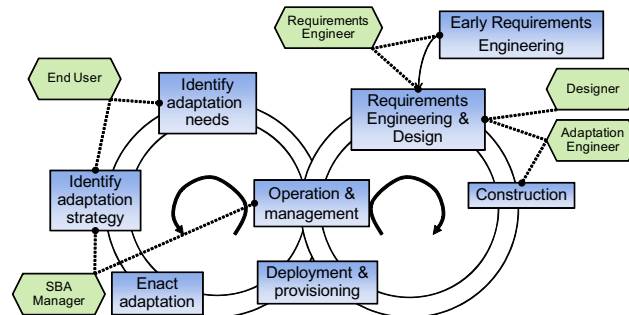 Requirements
Engineer
Early Requirements
Engineering
End User
Identify
adaptation
needs
Requirements
Engineering &
Design
Designer
Adaptation
Engineer
Identify
adaptation
strategy
Operation &
management
Construction
SBA
Manager
Enact
adaptation
Deployment &
provisioning